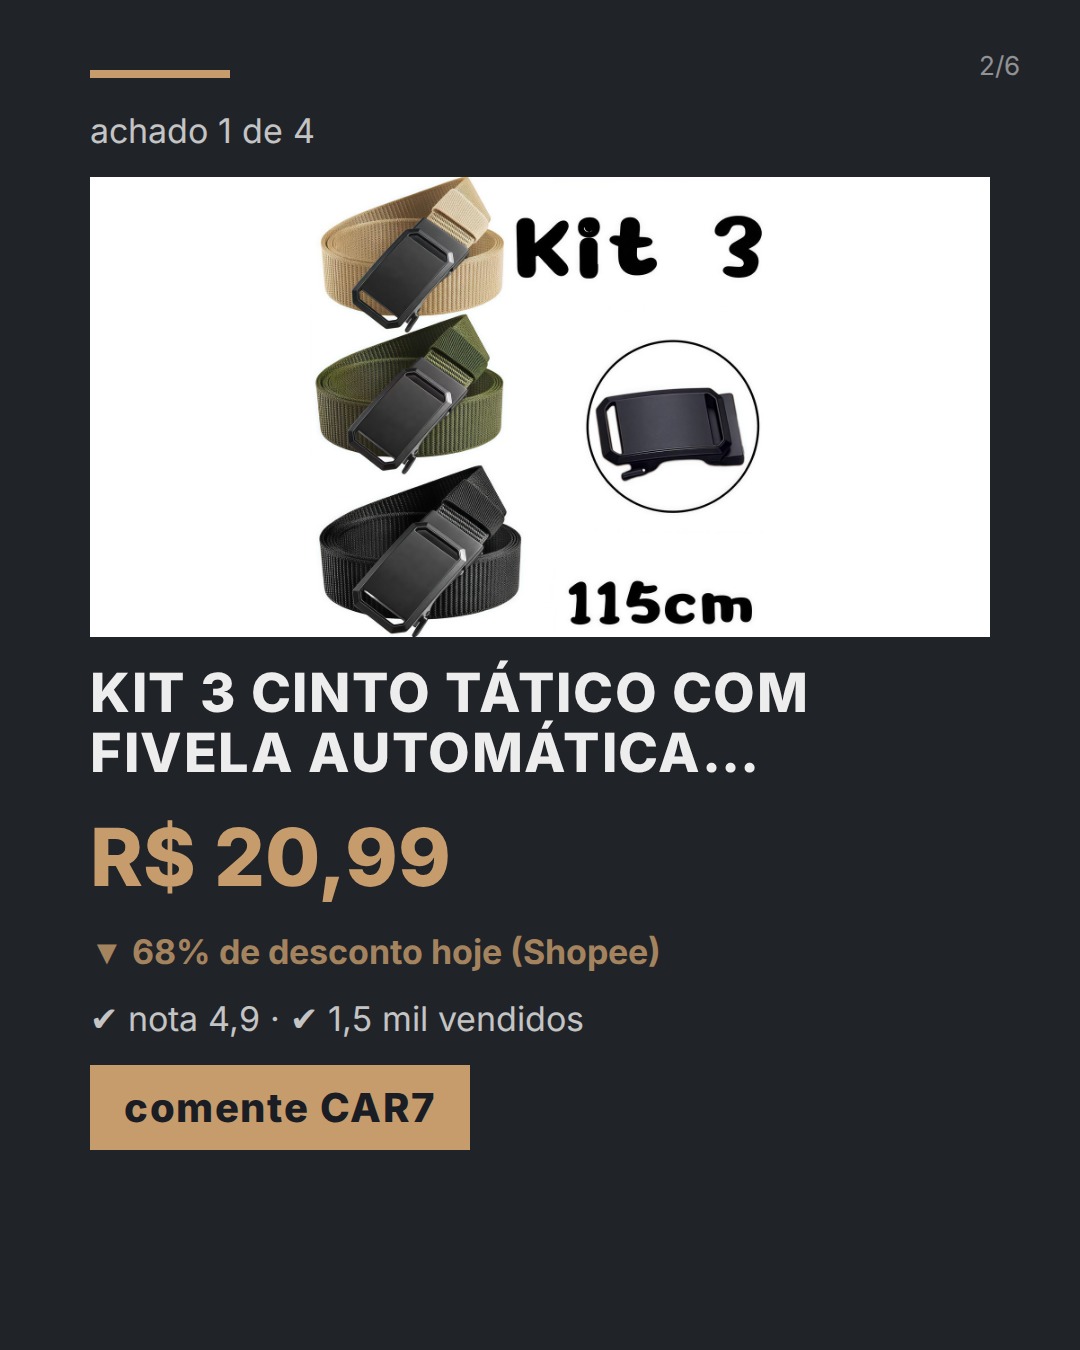 2/6
achado 1 de 4
Kit 3
115cm
KIT 3 CINTO TÁTICO COM
FIVELA AUTOMÁTICA...
R$ 20,99
▼ 68% de desconto hoje (Shopee)
✔ nota 4,9 · ✔ 1,5 mil vendidos
comente CAR7